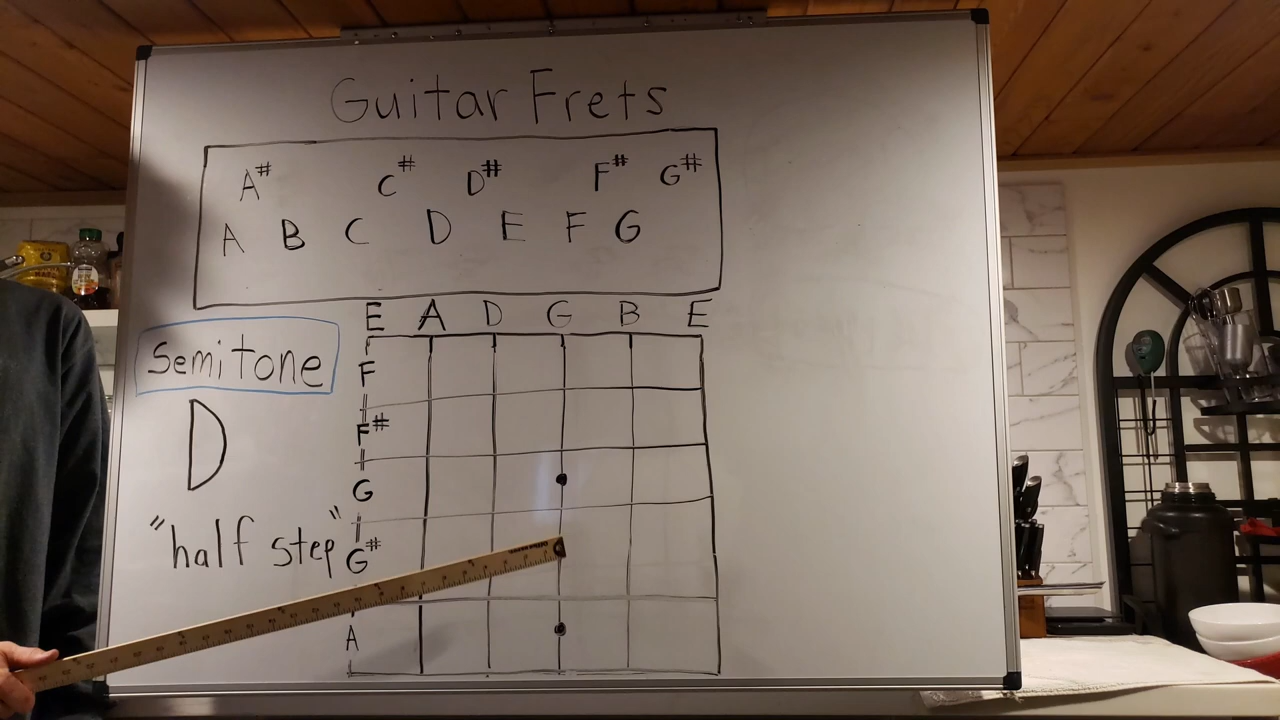 Guitar Frets
A# C# D# F# G#
A B C D E F G
E A D G B E
Semitone
D
"half step"
F
F#
G
G#
A